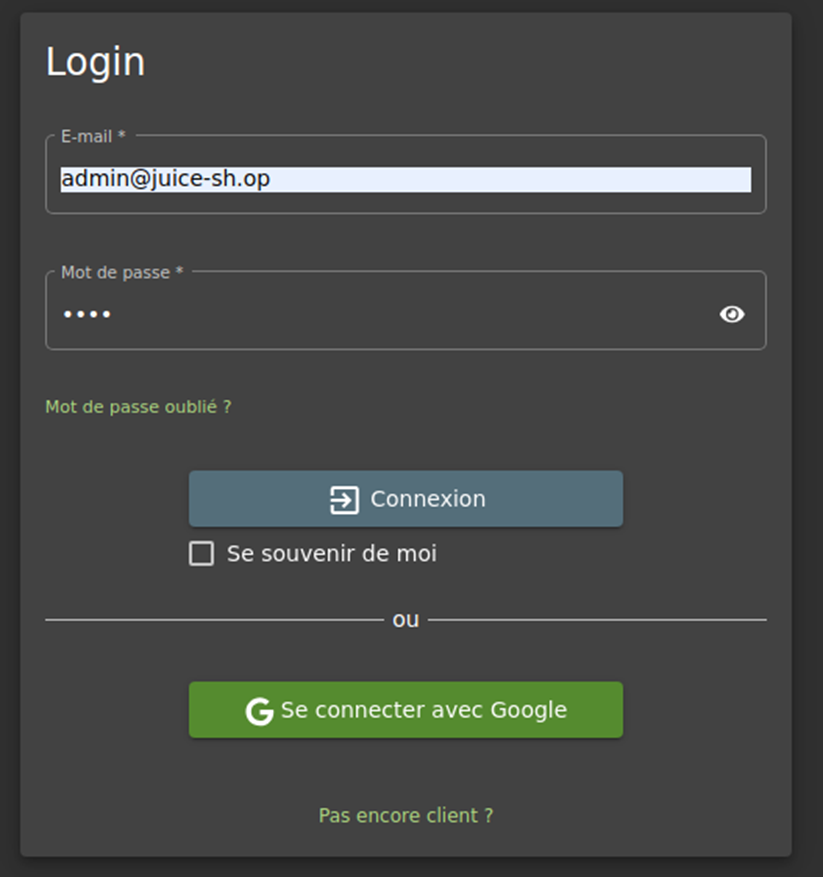 Login
E-mail *
admin@juice-sh.op
Mot de passe *
••••
Mot de passe oublié ?
Connexion
Se souvenir de moi
ou
Se connecter avec Google
Pas encore client ?